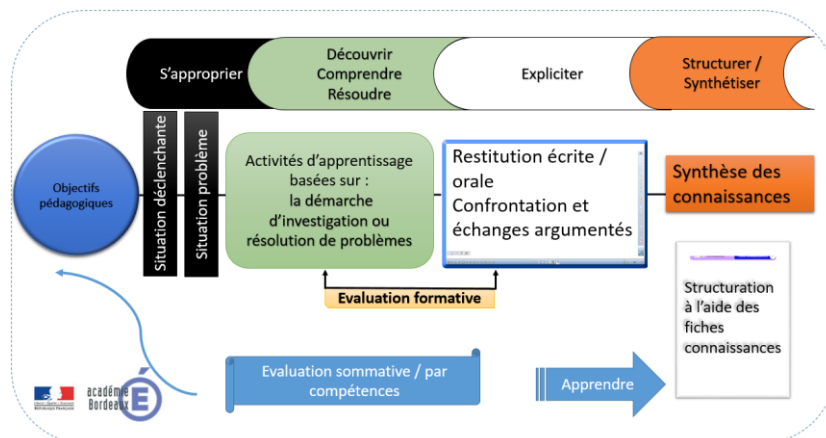 S'approprier
Découvrir
Comprendre
Résoudre
Expliciter
Structurer /
Synthétiser
Objectifs
pédagogiques
Situation déclenchante
Situation problème
Activités d'apprentissage
basées sur :
la démarche
d'investigation ou
résolution de problèmes
Restitution écrite /
orale
Confrontation et
échanges argumentés
Synthèse des
connaissances
Evaluation formative
Structuration
à l'aide des
fiches
connaissances
Evaluation sommative / par
compétences
Apprendre
académie
Bordeaux
RÉPUBLIQUE FRANÇAISE